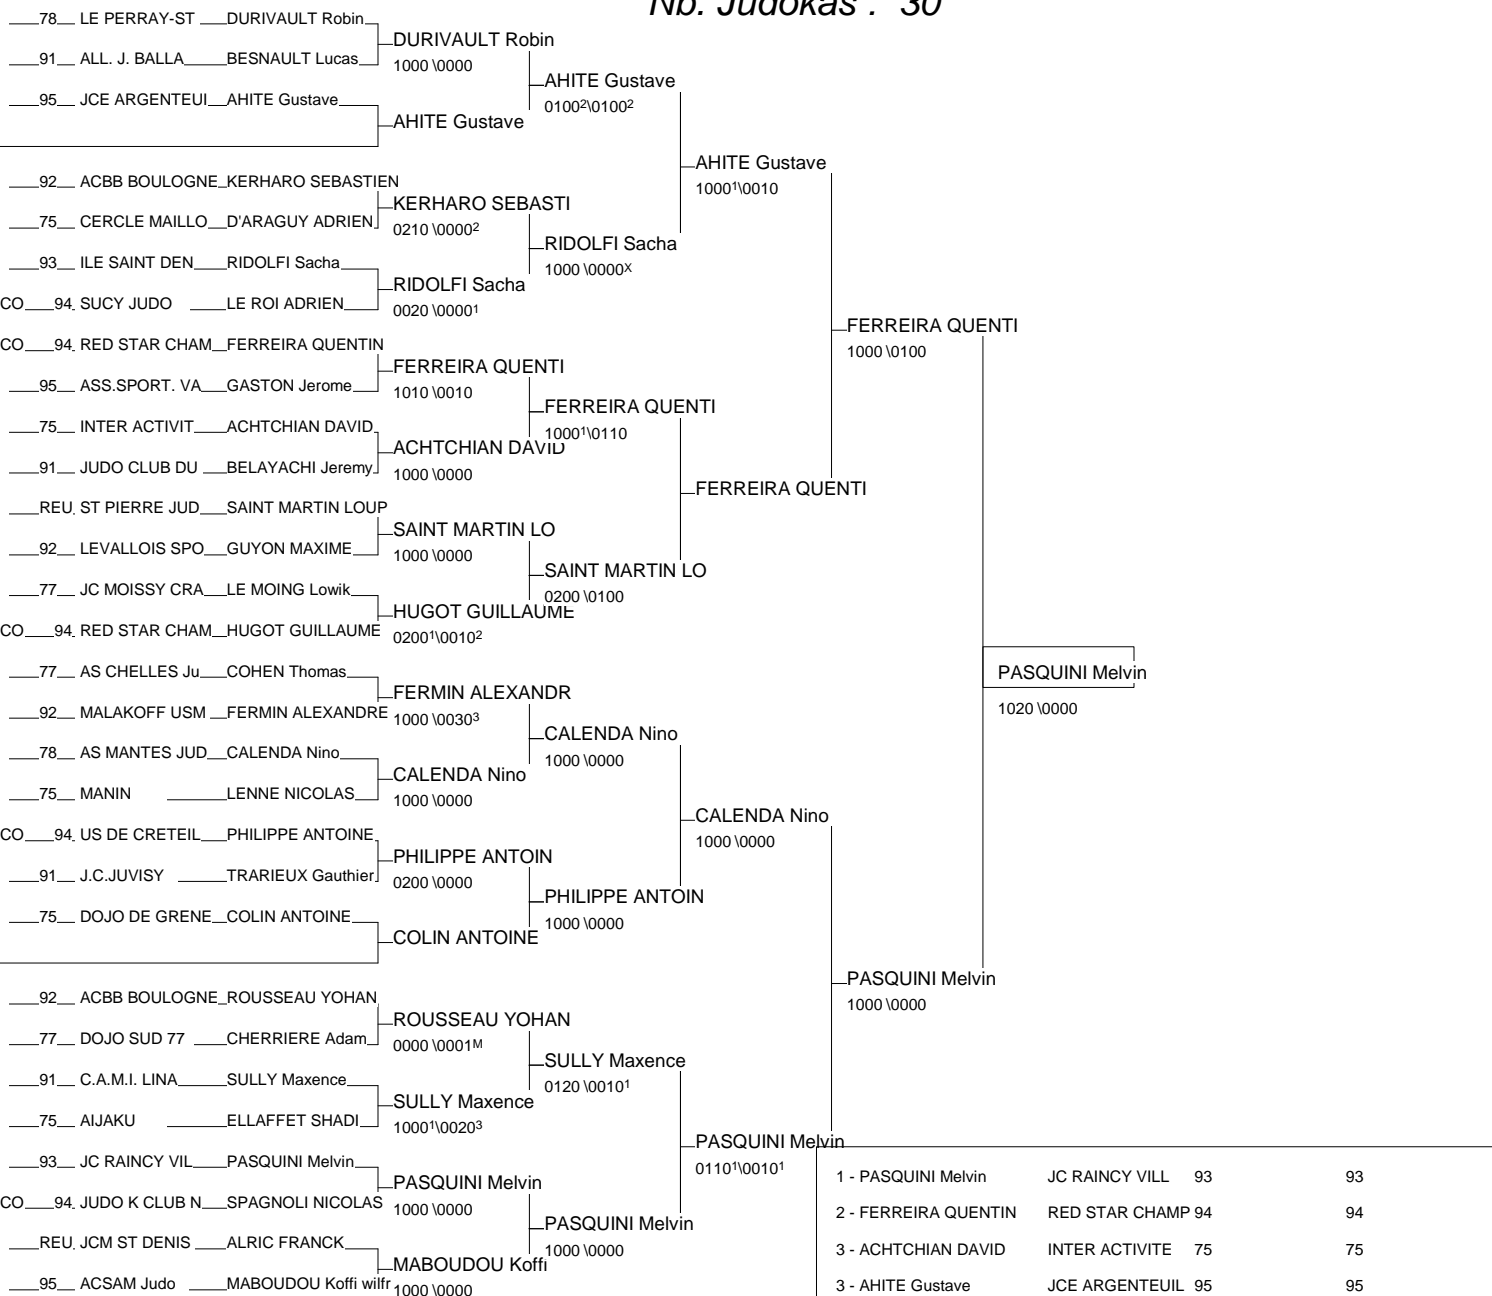 Nb. Judokas : 30
78 LE PERRAY-ST DURIVAULT Robin
DURIVAULT Robin
91 ALL. J. BALLA BESNAULT Lucas
1000 \0000
AHITE Gustave
95 JCE ARGENTEUI AHITE Gustave
0100²\0100²
AHITE Gustave
AHITE Gustave
92 ACBB BOULOGNE KERHARO SEBASTIEN
1000¹\0010
KERHARO SEBASTI
75 CERCLE MAILLO D'ARAGUY ADRIEN
0210 \0000²
RIDOLFI Sacha
93 ILE SAINT DEN RIDOLFI Sacha
1000 \0000ˣ
RIDOLFI Sacha
CO 94 SUCY JUDO LE ROI ADRIEN
0020 \0000¹
FERREIRA QUENTI
CO 94 RED STAR CHAM FERREIRA QUENTIN
1000 \0100
FERREIRA QUENTI
95 ASS.SPORT. VA GASTON Jerome
1010 \0010
FERREIRA QUENTI
75 INTER ACTIVIT ACHTCHIAN DAVID
1000¹\0110
ACHTCHIAN DAVID
91 JUDO CLUB DU BELAYACHI Jeremy
1000 \0000
FERREIRA QUENTI
REU ST PIERRE JUD SAINT MARTIN LOUP
SAINT MARTIN LO
92 LEVALLOIS SPO GUYON MAXIME
1000 \0000
SAINT MARTIN LO
77 JC MOISSY CRA LE MOING Lowik
0200 \0100
HUGOT GUILLAUME
CO 94 RED STAR CHAM HUGOT GUILLAUME
0200¹\0010²
77 AS CHELLES Ju COHEN Thomas
PASQUINI Melvin
FERMIN ALEXANDR
1020 \0000
92 MALAKOFF USM FERMIN ALEXANDRE
1000 \0030³
CALENDA Nino
78 AS MANTES JUD CALENDA Nino
1000 \0000
CALENDA Nino
75 MANIN LENNE NICOLAS
1000 \0000
CALENDA Nino
CO 94 US DE CRETEIL PHILIPPE ANTOINE
1000 \0000
PHILIPPE ANTOIN
91 J.C.JUVISY TRARIEUX Gauthier
0200 \0000
PHILIPPE ANTOIN
75 DOJO DE GRENE COLIN ANTOINE
1000 \0000
COLIN ANTOINE
PASQUINI Melvin
92 ACBB BOULOGNE ROUSSEAU YOHAN
1000 \0000
ROUSSEAU YOHAN
77 DOJO SUD 77 CHERRIERE Adam
0000 \0001ᴹ
SULLY Maxence
91 C.A.M.I. LINA SULLY Maxence
0120 \0010¹
SULLY Maxence
75 AIJAKU ELLAFFET SHADI
1000¹\0020³
PASQUINI Melvin
93 JC RAINCY VIL PASQUINI Melvin
0110¹\0010¹
PASQUINI Melvin
CO 94 JUDO K CLUB N SPAGNOLI NICOLAS
1000 \0000
PASQUINI Melvin
REU JCM ST DENIS ALRIC FRANCK
1000 \0000
MABOUDOU Koffi
95 ACSAM Judo MABOUDOU Koffi wilfr
1000 \0000
1 - PASQUINI Melvin JC RAINCY VILL 93 93
2 - FERREIRA QUENTIN RED STAR CHAMP 94 94
3 - ACHTCHIAN DAVID INTER ACTIVITE 75 75
3 - AHITE Gustave JCE ARGENTEUIL 95 95